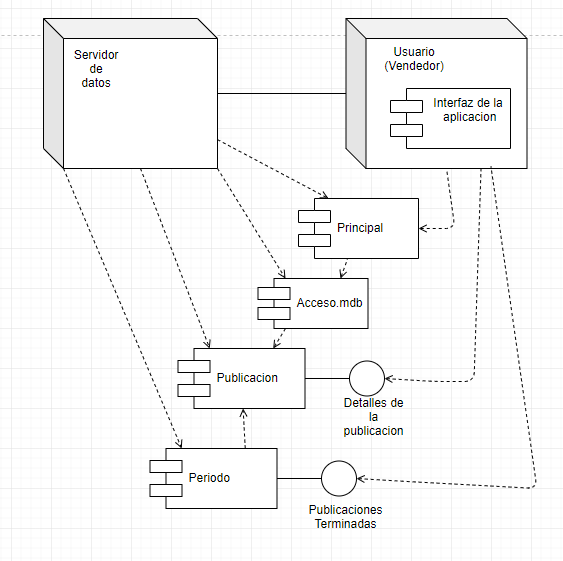 Servidor
de
datos
Usuario
(Vendedor)
Interfaz de la
aplicacion
Principal
Acceso.mdb
Publicacion
Detalles de
la
publicacion
Periodo
Publicaciones
Terminadas